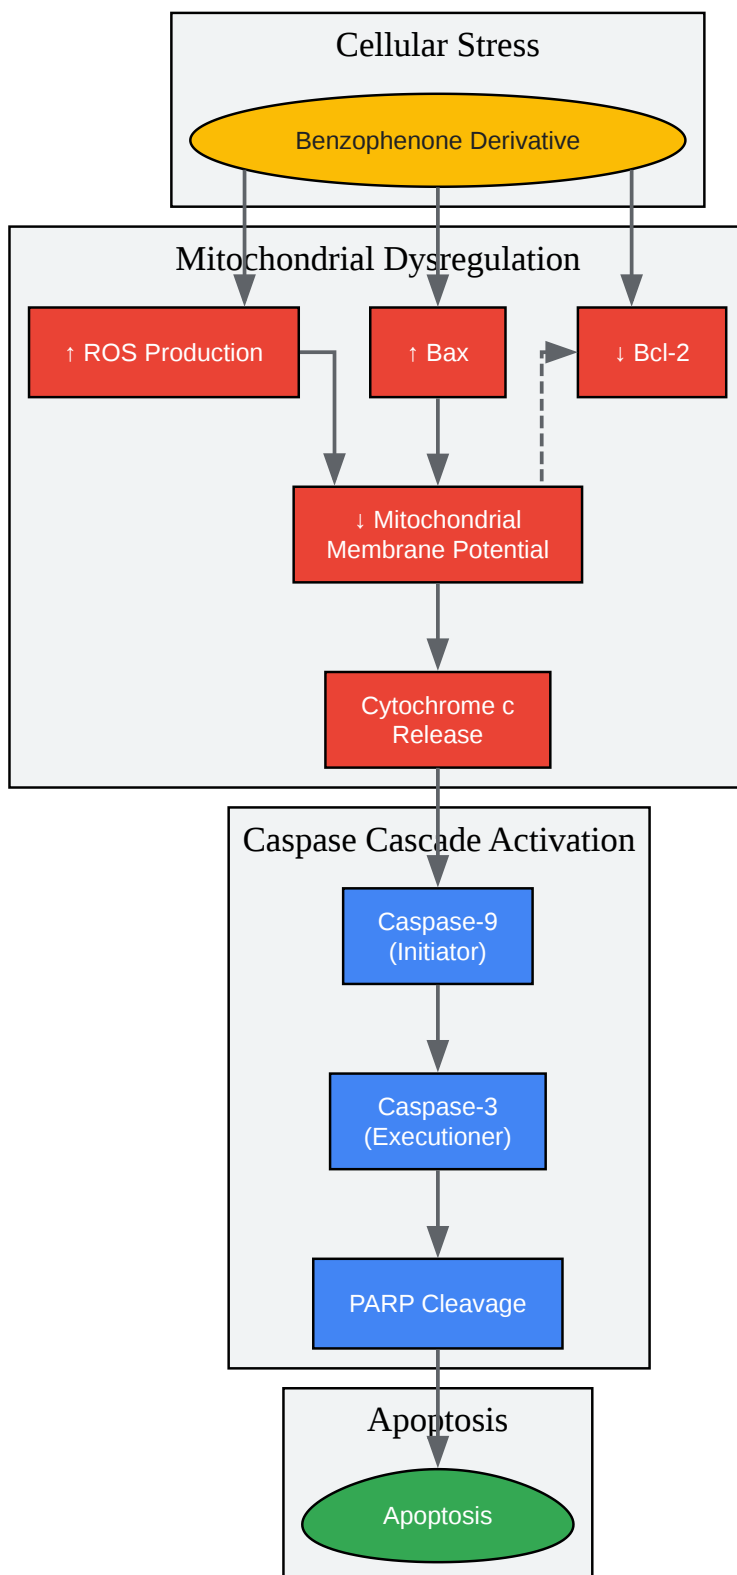 Cellular Stress
Benzophenone Derivative
Mitochondrial Dysregulation
↑ ROS Production
↑ Bax
↓ Bcl-2
↓ Mitochondrial
Membrane Potential
Cytochrome c
Release
Caspase Cascade Activation
Caspase-9
(Initiator)
Caspase-3
(Executioner)
PARP Cleavage
Apoptosis
Apoptosis